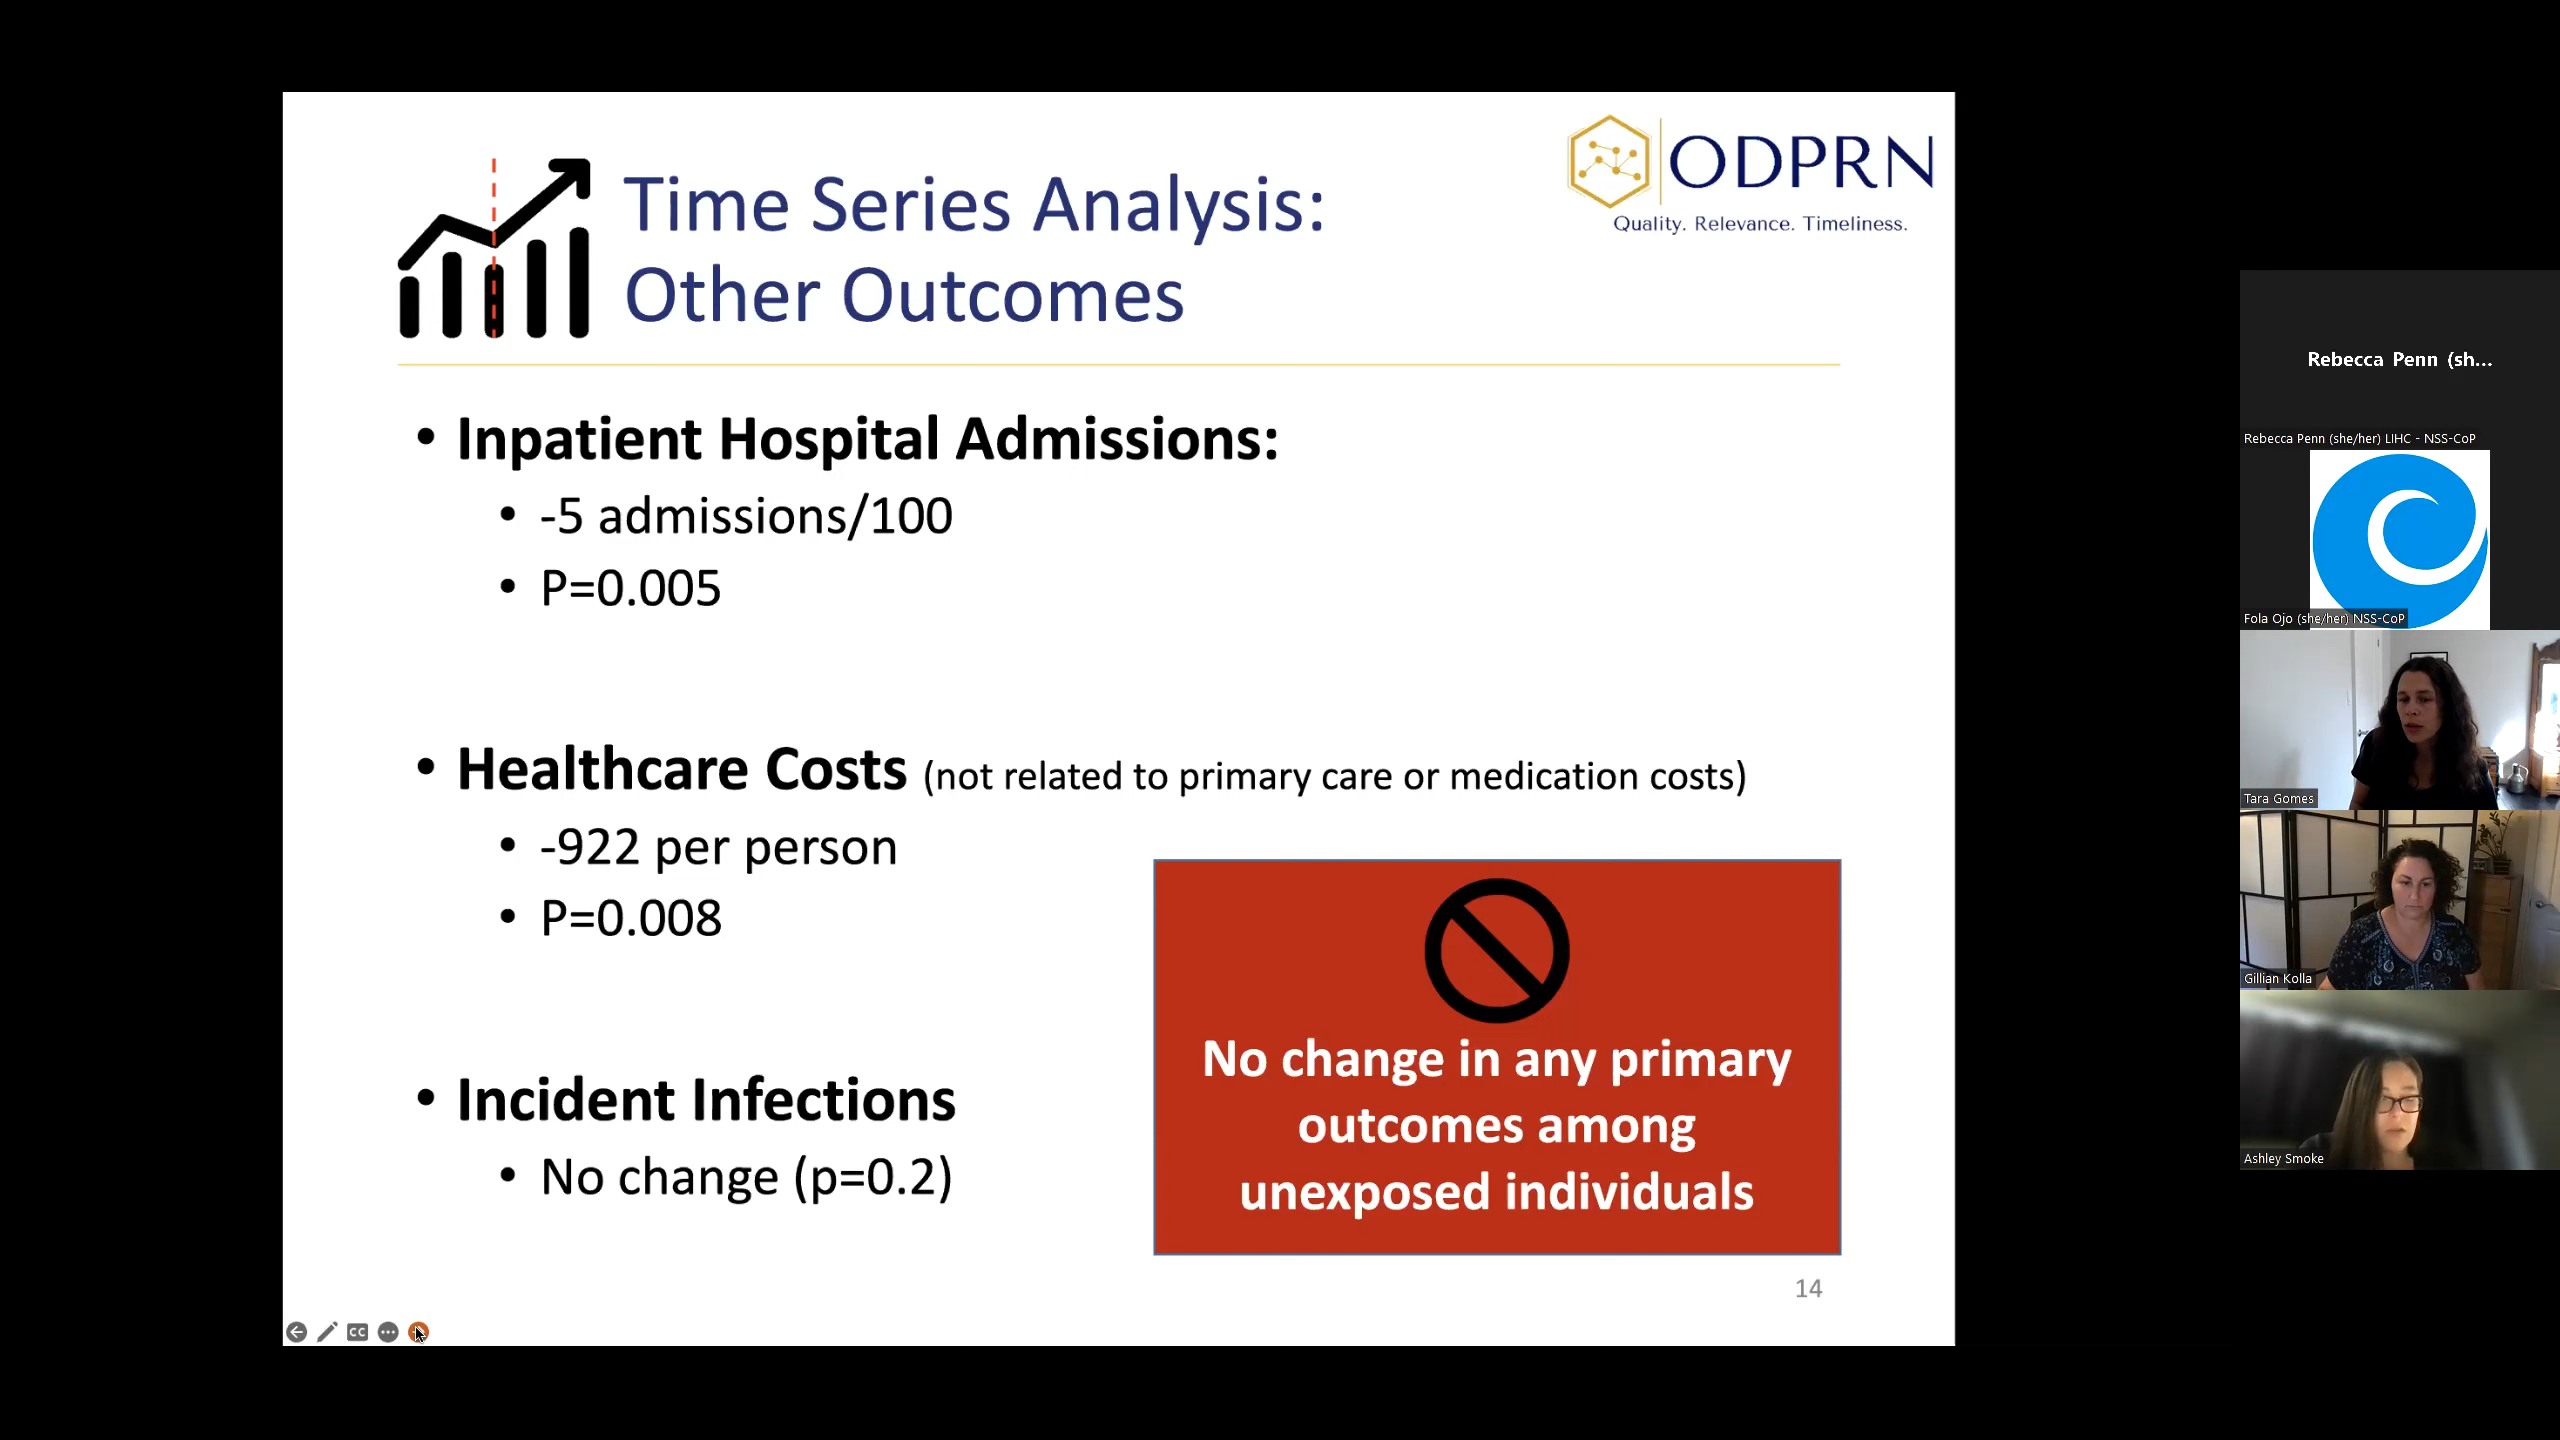 Time Series Analysis:
Other Outcomes
ODPRN
Quality. Relevance. Timeliness.
• Inpatient Hospital Admissions:
• -5 admissions/100
• P=0.005
• Healthcare Costs (not related to primary care or medication costs)
• -922 per person
• P=0.008
• Incident Infections
• No change (p=0.2)
No change in any primary
outcomes among
unexposed individuals
14
CC
Rebecca Penn (sh...
Rebecca Penn (she/her) LIHC - NSS-CoP
Fola Ojo (she/her) NSS-CoP
Tara Gomes
Gillian Kolla
Ashley Smoke